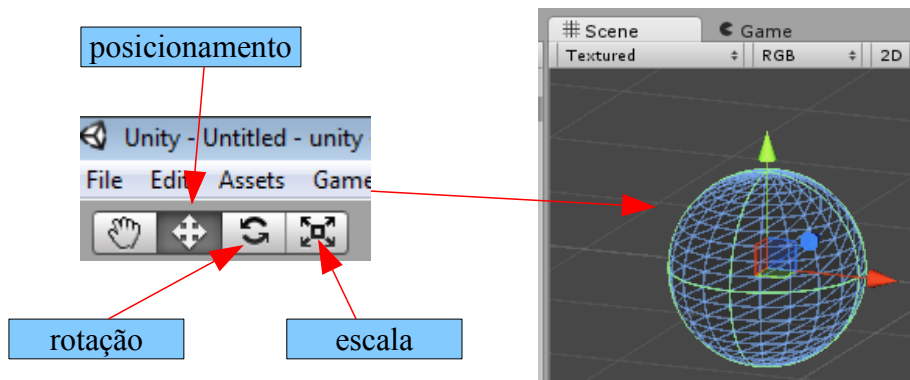 posicionamento
Unity - Untitled - unity
File Edit Assets Game
rotação
escala
Scene Game
Textured RGB 2D